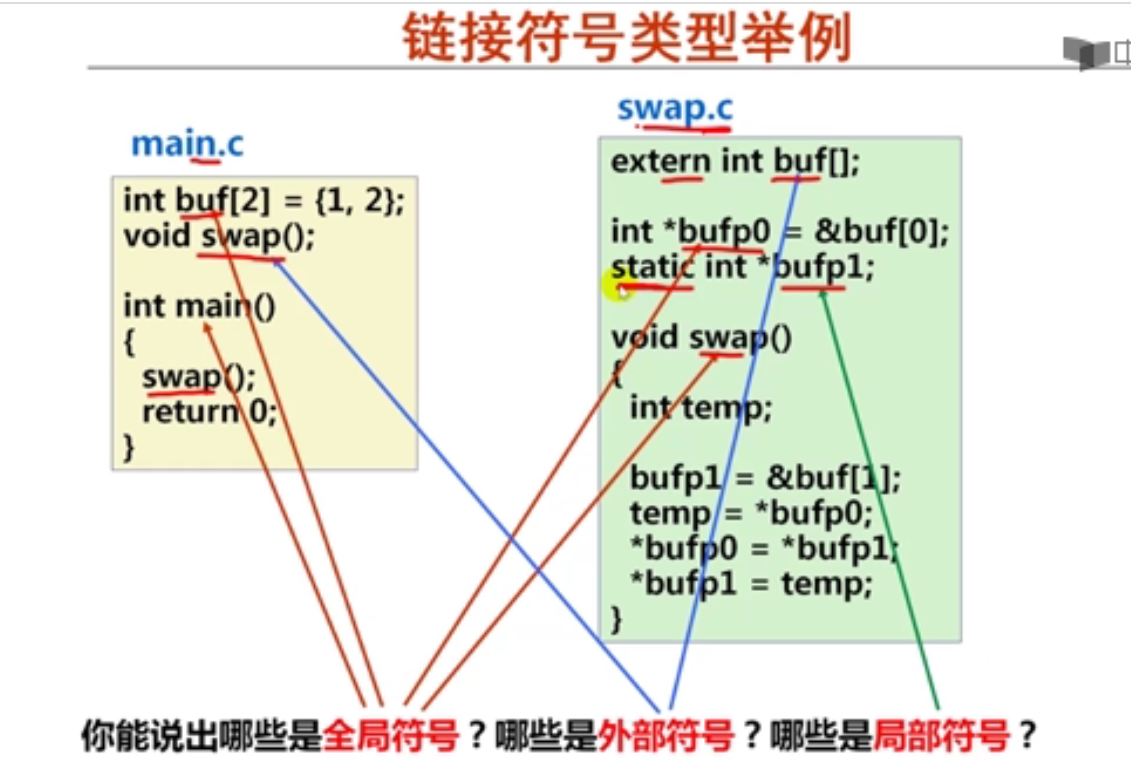 链接符号类型举例
main.c
int buf[2] = {1, 2};
void swap();
int main()
{
swap();
return 0;
}
swap.c
extern int buf[];
int *bufp0 = &buf[0];
static int *bufp1;
void swap()
{
int temp;
bufp1 = &buf[1];
temp = *bufp0;
*bufp0 = *bufp1;
*bufp1 = temp;
}
你能说出哪些是全局符号？哪些是外部符号？哪些是局部符号？